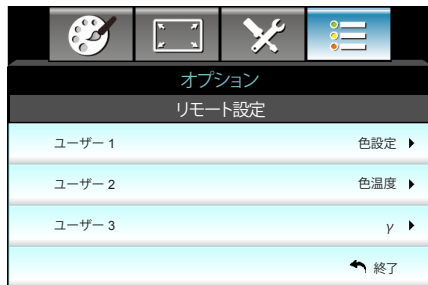 オプション
リモート設定
ユーザー 1 色設定
ユーザー 2 色温度
ユーザー 3 γ
終了